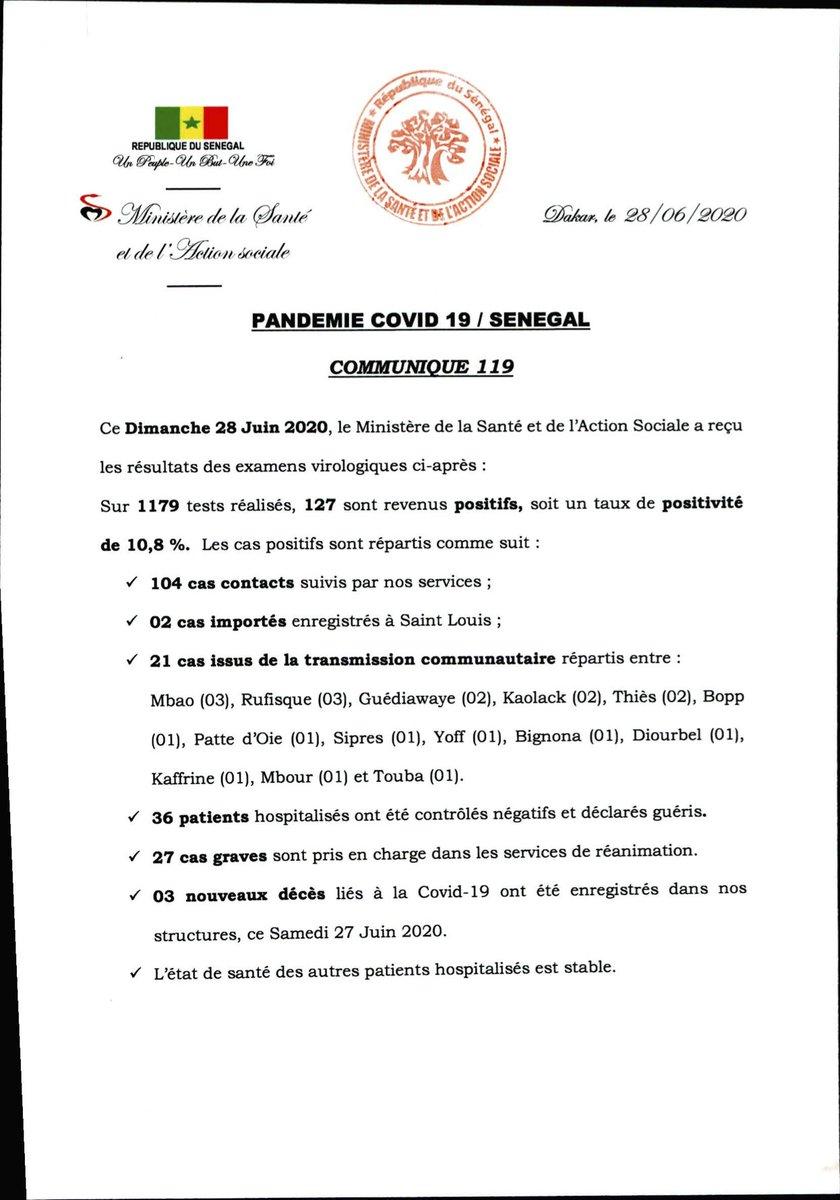 REPUBLIQUE DU SENEGAL
Un Peuple-Un But-Une Foi
Ministère de la Santé
et de l'Action sociale
★ République du Sénégal ★
MINISTÈRE DE LA SANTÉ ET DE L'ACTION SOCIALE
Dakar, le 28/06/2020
PANDEMIE COVID 19 / SENEGAL
COMMUNIQUE 119
Ce Dimanche 28 Juin 2020, le Ministère de la Santé et de l'Action Sociale a reçu
les résultats des examens virologiques ci-après :
Sur 1179 tests réalisés, 127 sont revenus positifs, soit un taux de positivité
de 10,8 %. Les cas positifs sont répartis comme suit :
✓ 104 cas contacts suivis par nos services ;
✓ 02 cas importés enregistrés à Saint Louis ;
✓ 21 cas issus de la transmission communautaire répartis entre :
Mbao (03), Rufisque (03), Guédiawaye (02), Kaolack (02), Thiès (02), Bopp
(01), Patte d'Oie (01), Sipres (01), Yoff (01), Bignona (01), Diourbel (01),
Kaffrine (01), Mbour (01) et Touba (01).
✓ 36 patients hospitalisés ont été contrôlés négatifs et déclarés guéris.
✓ 27 cas graves sont pris en charge dans les services de réanimation.
✓ 03 nouveaux décès liés à la Covid-19 ont été enregistrés dans nos
structures, ce Samedi 27 Juin 2020.
✓ L'état de santé des autres patients hospitalisés est stable.